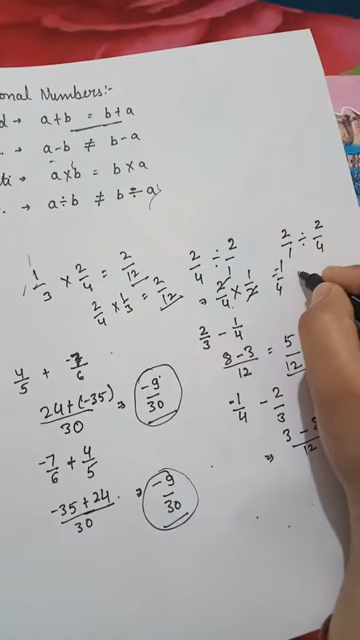 onal Numbers:-
d → a+b = b+a
.. → a-b ≠ b-a
ti → a×b = b×a
. → a÷b ≠ b÷a
1/3 × 2/4 = 2/12
2/4 × 1/3 = 2/12
4/5 + -7/6
24+(-35)/30 ⇒ -9/30
-7/6 + 4/5
-35+24/30 ⇒ -9/30
2/4 ÷ 2/1
⇒ 2/4 × 1/2 = 1/4
2/3 - 1/4
8-3/12 = 5/12
-1/4 - 2/3
⇒ 3-8/12
2/1 ÷ 2/4